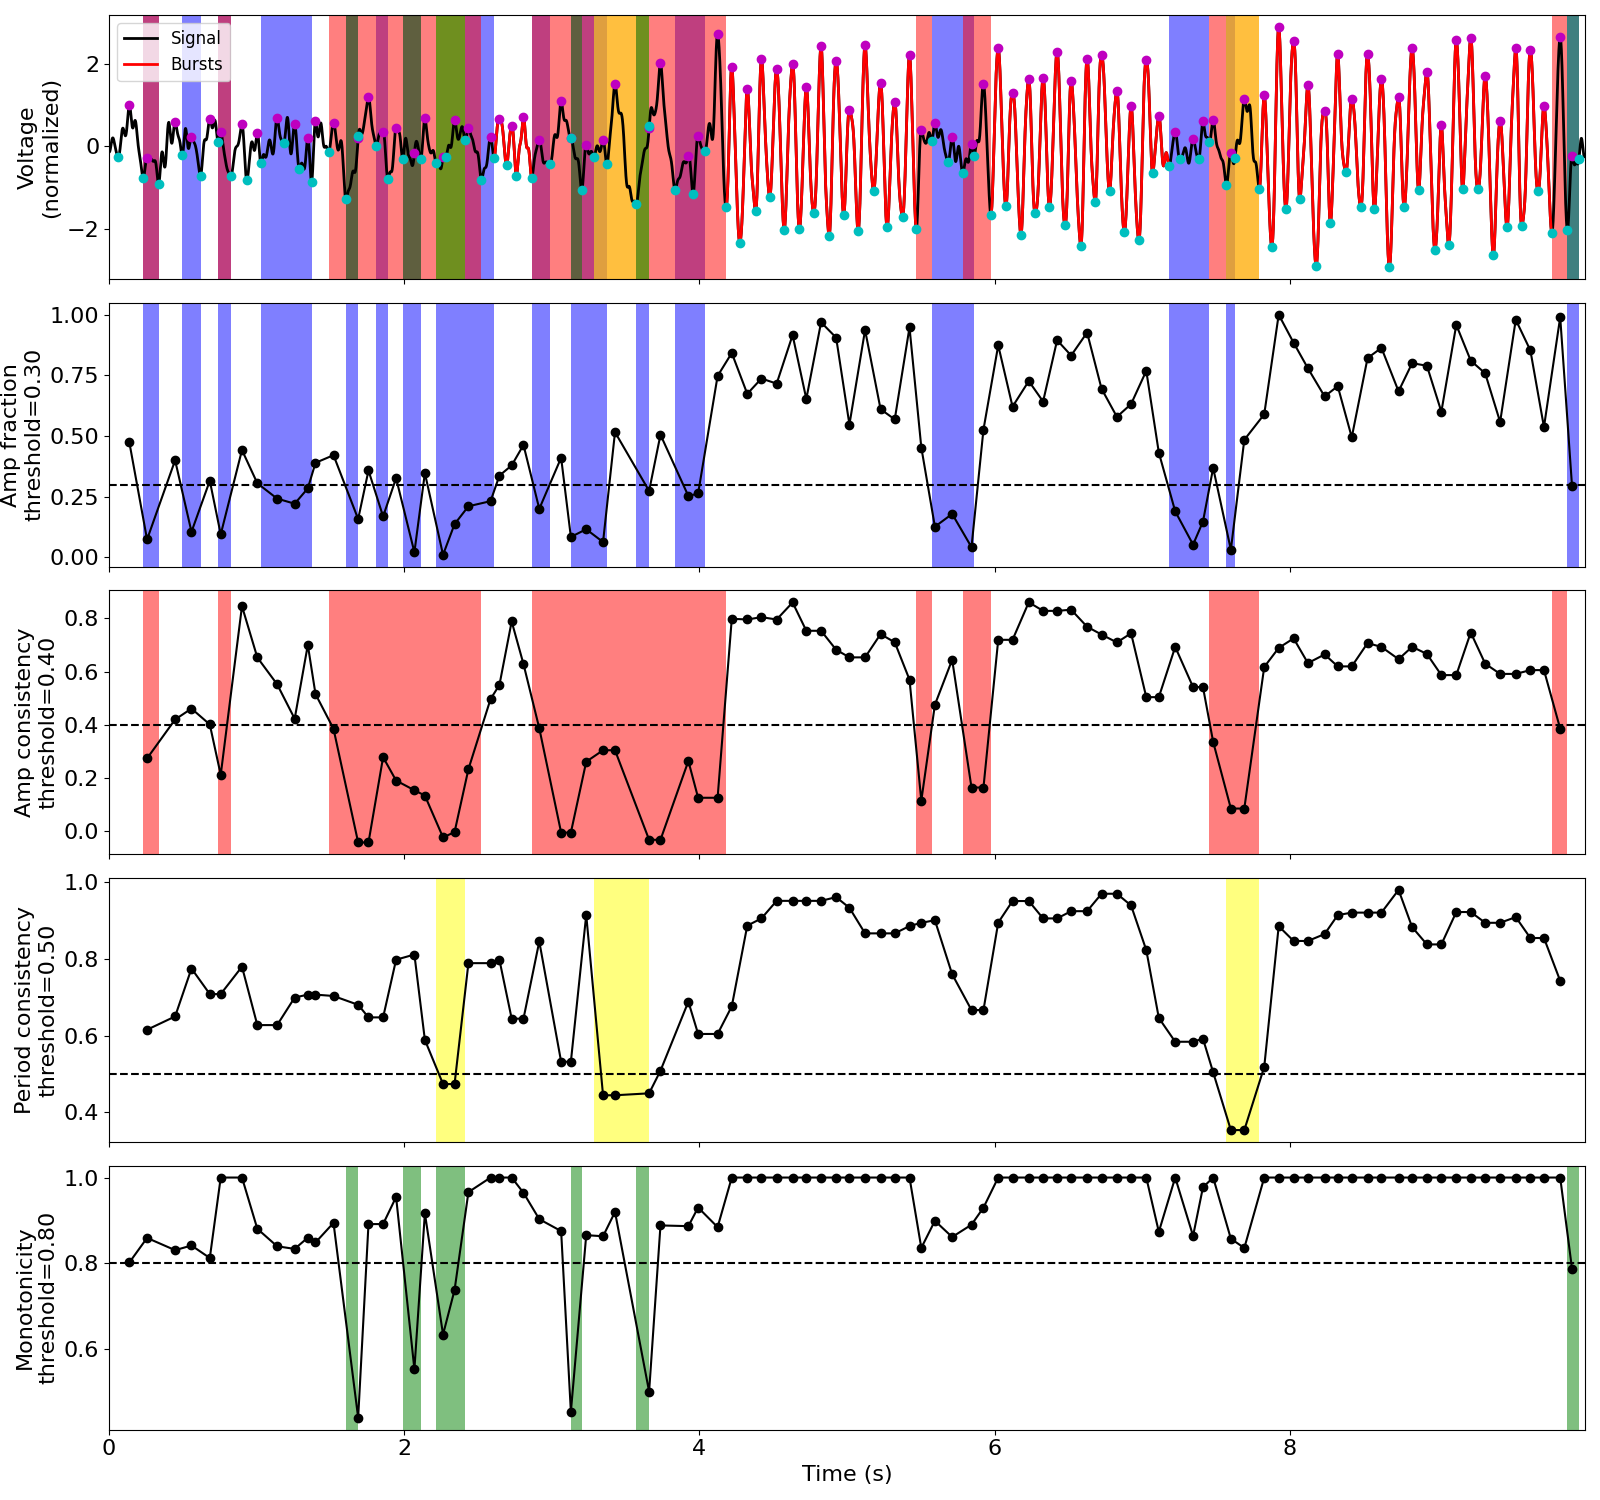 Signal
Bursts
Voltage
(normalized)
2
0
−2
Amp fraction
threshold=0.30
1.00
0.75
0.50
0.25
0.00
Amp consistency
threshold=0.40
0.8
0.6
0.4
0.2
0.0
Period consistency
threshold=0.50
1.0
0.8
0.6
0.4
Monotonicity
threshold=0.80
1.0
0.8
0.6
0 2 4 6 8
Time (s)